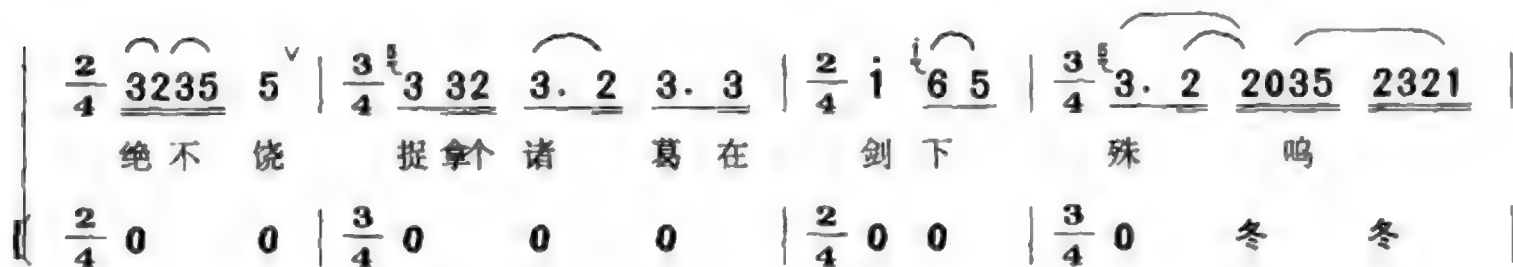 2/4 3235 5 ∨ | 3/4 5 3 32 3. 2 3. 3 | 2/4 i i 6 5 | 3/4 5 3. 2 2035 2321 |
绝 不 饶 捉 拿个 诸 葛 在 剑 下 殊 呜
2/4 0 0 | 3/4 0 0 0 | 2/4 0 0 | 3/4 0 冬 冬 |